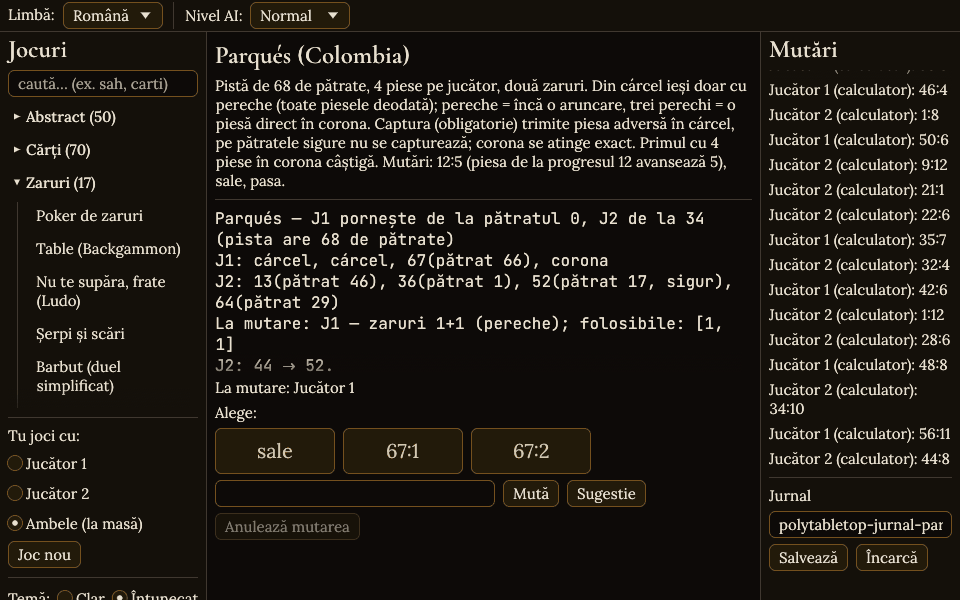 Limbă:
Română
Nivel AI:
Normal
Jocuri
caută... (ex. sah, carti)
Abstract (50)
Cărți (70)
Zaruri (17)
Poker de zaruri
Table (Backgammon)
Nu te supăra, frate
(Ludo)
Șerpi și scări
Barbut (duel
simplificat)
Tu joci cu:
Jucător 1
Jucător 2
Ambele (la masă)
Joc nou
Temă:
Clar
Întunecat
Parqués (Colombia)
Pistă de 68 de pătrate, 4 piese pe jucător, două zaruri. Din cárcel ieși doar cu
pereche (toate piesele deodată); pereche = încă o aruncare, trei perechi = o
piesă direct în corona. Captura (obligatorie) trimite piesa adversă în cárcel,
pe pătratele sigure nu se capturează; corona se atinge exact. Primul cu 4
piese în corona câștigă. Mutări: 12:5 (piesa de la progresul 12 avansează 5),
sale, pasa.
Parqués — J1 pornește de la pătratul 0, J2 de la 34
(pista are 68 de pătrate)
J1: cárcel, cárcel, 67(pătrat 66), corona
J2: 13(pătrat 46), 36(pătrat 1), 52(pătrat 17, sigur),
64(pătrat 29)
La mutare: J1 — zaruri 1+1 (pereche); folosibile: [1,
1]
J2: 44 → 52.
La mutare: Jucător 1
Alege:
sale
67:1
67:2
Mută
Sugestie
Anulează mutarea
Mutări
Jucător 1 (calculator): 46:4
Jucător 2 (calculator): 1:8
Jucător 1 (calculator): 50:6
Jucător 2 (calculator): 9:12
Jucător 2 (calculator): 21:1
Jucător 2 (calculator): 22:6
Jucător 1 (calculator): 35:7
Jucător 2 (calculator): 32:4
Jucător 1 (calculator): 42:6
Jucător 2 (calculator): 1:12
Jucător 2 (calculator): 28:6
Jucător 1 (calculator): 48:8
Jucător 2 (calculator):
34:10
Jucător 1 (calculator): 56:11
Jucător 2 (calculator): 44:8
Jurnal
polytabletop-jurnal-par
Salvează
Încarcă